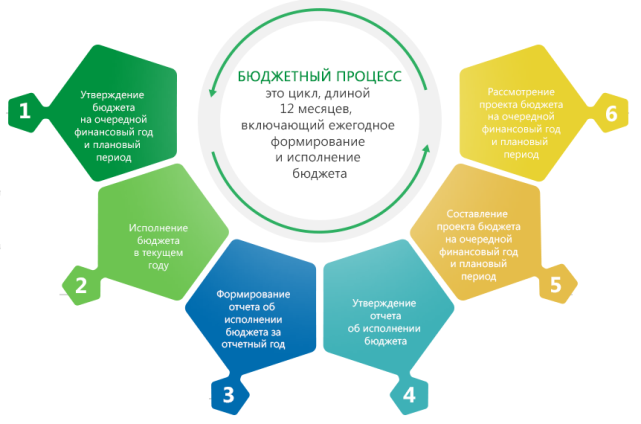 БЮДЖЕТНЫЙ ПРОЦЕСС
это цикл, длиной
12 месяцев,
включающий ежегодное
формирование
и исполнение
бюджета
1
Утверждение
бюджета
на очередной
финансовый год
и плановый
период
2
Исполнение
бюджета
в текущем
году
3
Формирование
отчета об
исполнении
бюджета за
отчетный год
4
Утверждение
отчета
об исполнении
бюджета
5
Составление
проекта бюджета
на очередной
финансовый год
и плановый
период
6
Рассмотрение
проекта бюджета
на очередной
финансовый год
и плановый
период